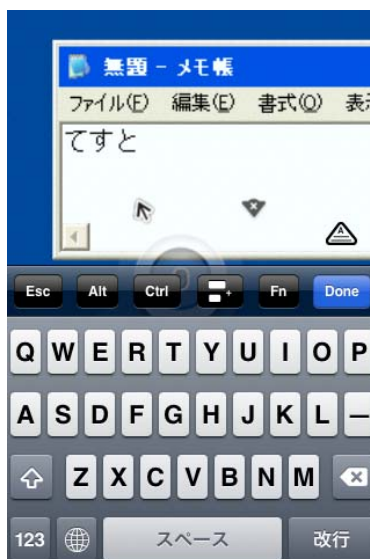 無題 - メモ帳
ファイル(F) 編集(E) 書式(O) 表示
てすと
Esc Alt Ctrl Fn Done
Q W E R T Y U I O P
A S D F G H J K L ー
Z X C V B N M
123 スペース 改行